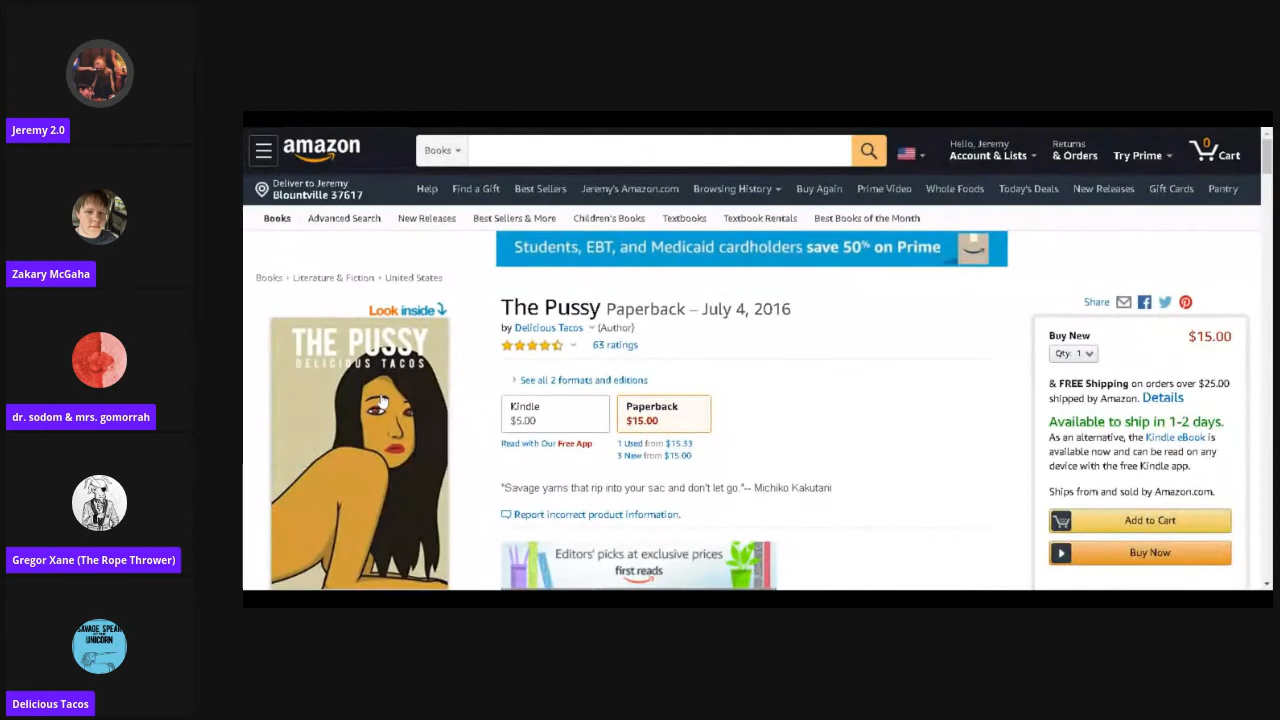 Jeremy 2.0
Zakary McGaha
dr. sodom & mrs. gomorrah
Gregor Xane (The Rope Thrower)
SAVAGE SPEAR
UNICORN
Delicious Tacos
amazon
Books
Hello, Jeremy
Account & Lists
Returns
& Orders
Try Prime
0
Cart
Deliver to Jeremy
Blountville 37617
Help Find a Gift Best Sellers Jeremy's Amazon.com Browsing History Buy Again Prime Video Whole Foods Today's Deals New Releases Gift Cards Pantry
Books Advanced Search New Releases Best Sellers & More Children's Books Textbooks Textbook Rentals Best Books of the Month
Students, EBT, and Medicaid cardholders save 50% on Prime
Books › Literature & Fiction › United States
Look inside
THE PUSSY
DELICIOUS TACOS
The Pussy Paperback – July 4, 2016
by Delicious Tacos (Author)
63 ratings
› See all 2 formats and editions
Kindle
$5.00
Paperback
$15.00
Read with Our Free App
1 Used from $15.33
3 New from $15.00
"Savage yarns that rip into your sac and don't let go."-- Michiko Kakutani
Report incorrect product information.
Editors' picks at exclusive prices
first reads
Share
Buy New
$15.00
Qty: 1
& FREE Shipping on orders over $25.00
shipped by Amazon. Details
Available to ship in 1-2 days.
As an alternative, the Kindle eBook is
available now and can be read on any
device with the free Kindle app.
Ships from and sold by Amazon.com.
Add to Cart
Buy Now